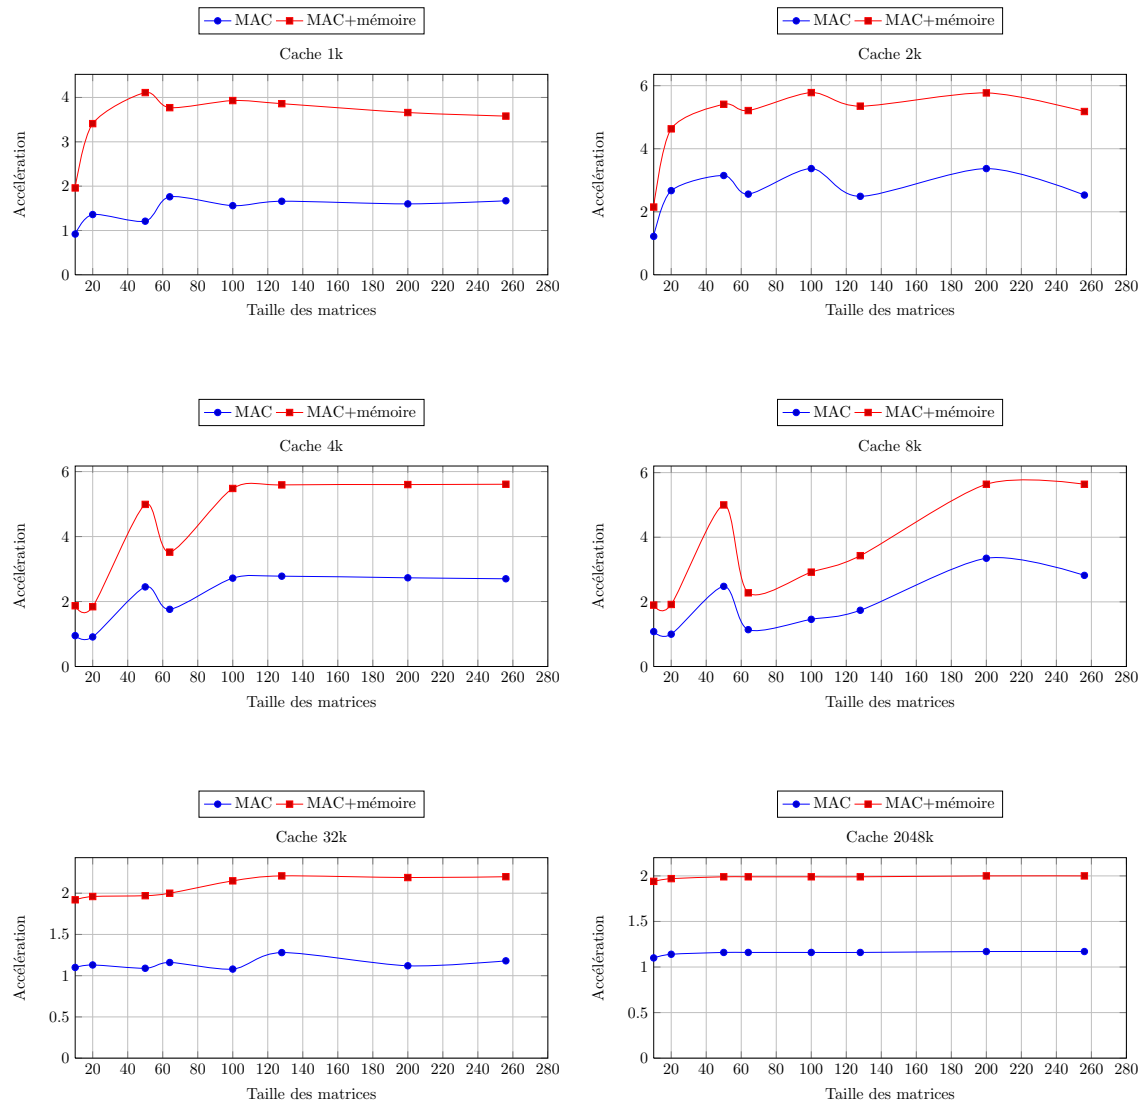 MAC MAC+mémoire
Cache 1k
Accélération
4
3
2
1
0
20 40 60 80 100 120 140 160 180 200 220 240 260 280
Taille des matrices
MAC MAC+mémoire
Cache 2k
Accélération
6
4
2
0
20 40 60 80 100 120 140 160 180 200 220 240 260 280
Taille des matrices
MAC MAC+mémoire
Cache 4k
Accélération
6
4
2
0
20 40 60 80 100 120 140 160 180 200 220 240 260 280
Taille des matrices
MAC MAC+mémoire
Cache 8k
Accélération
6
4
2
0
20 40 60 80 100 120 140 160 180 200 220 240 260 280
Taille des matrices
MAC MAC+mémoire
Cache 32k
Accélération
2
1.5
1
0.5
0
20 40 60 80 100 120 140 160 180 200 220 240 260 280
Taille des matrices
MAC MAC+mémoire
Cache 2048k
Accélération
2
1.5
1
0.5
0
20 40 60 80 100 120 140 160 180 200 220 240 260 280
Taille des matrices